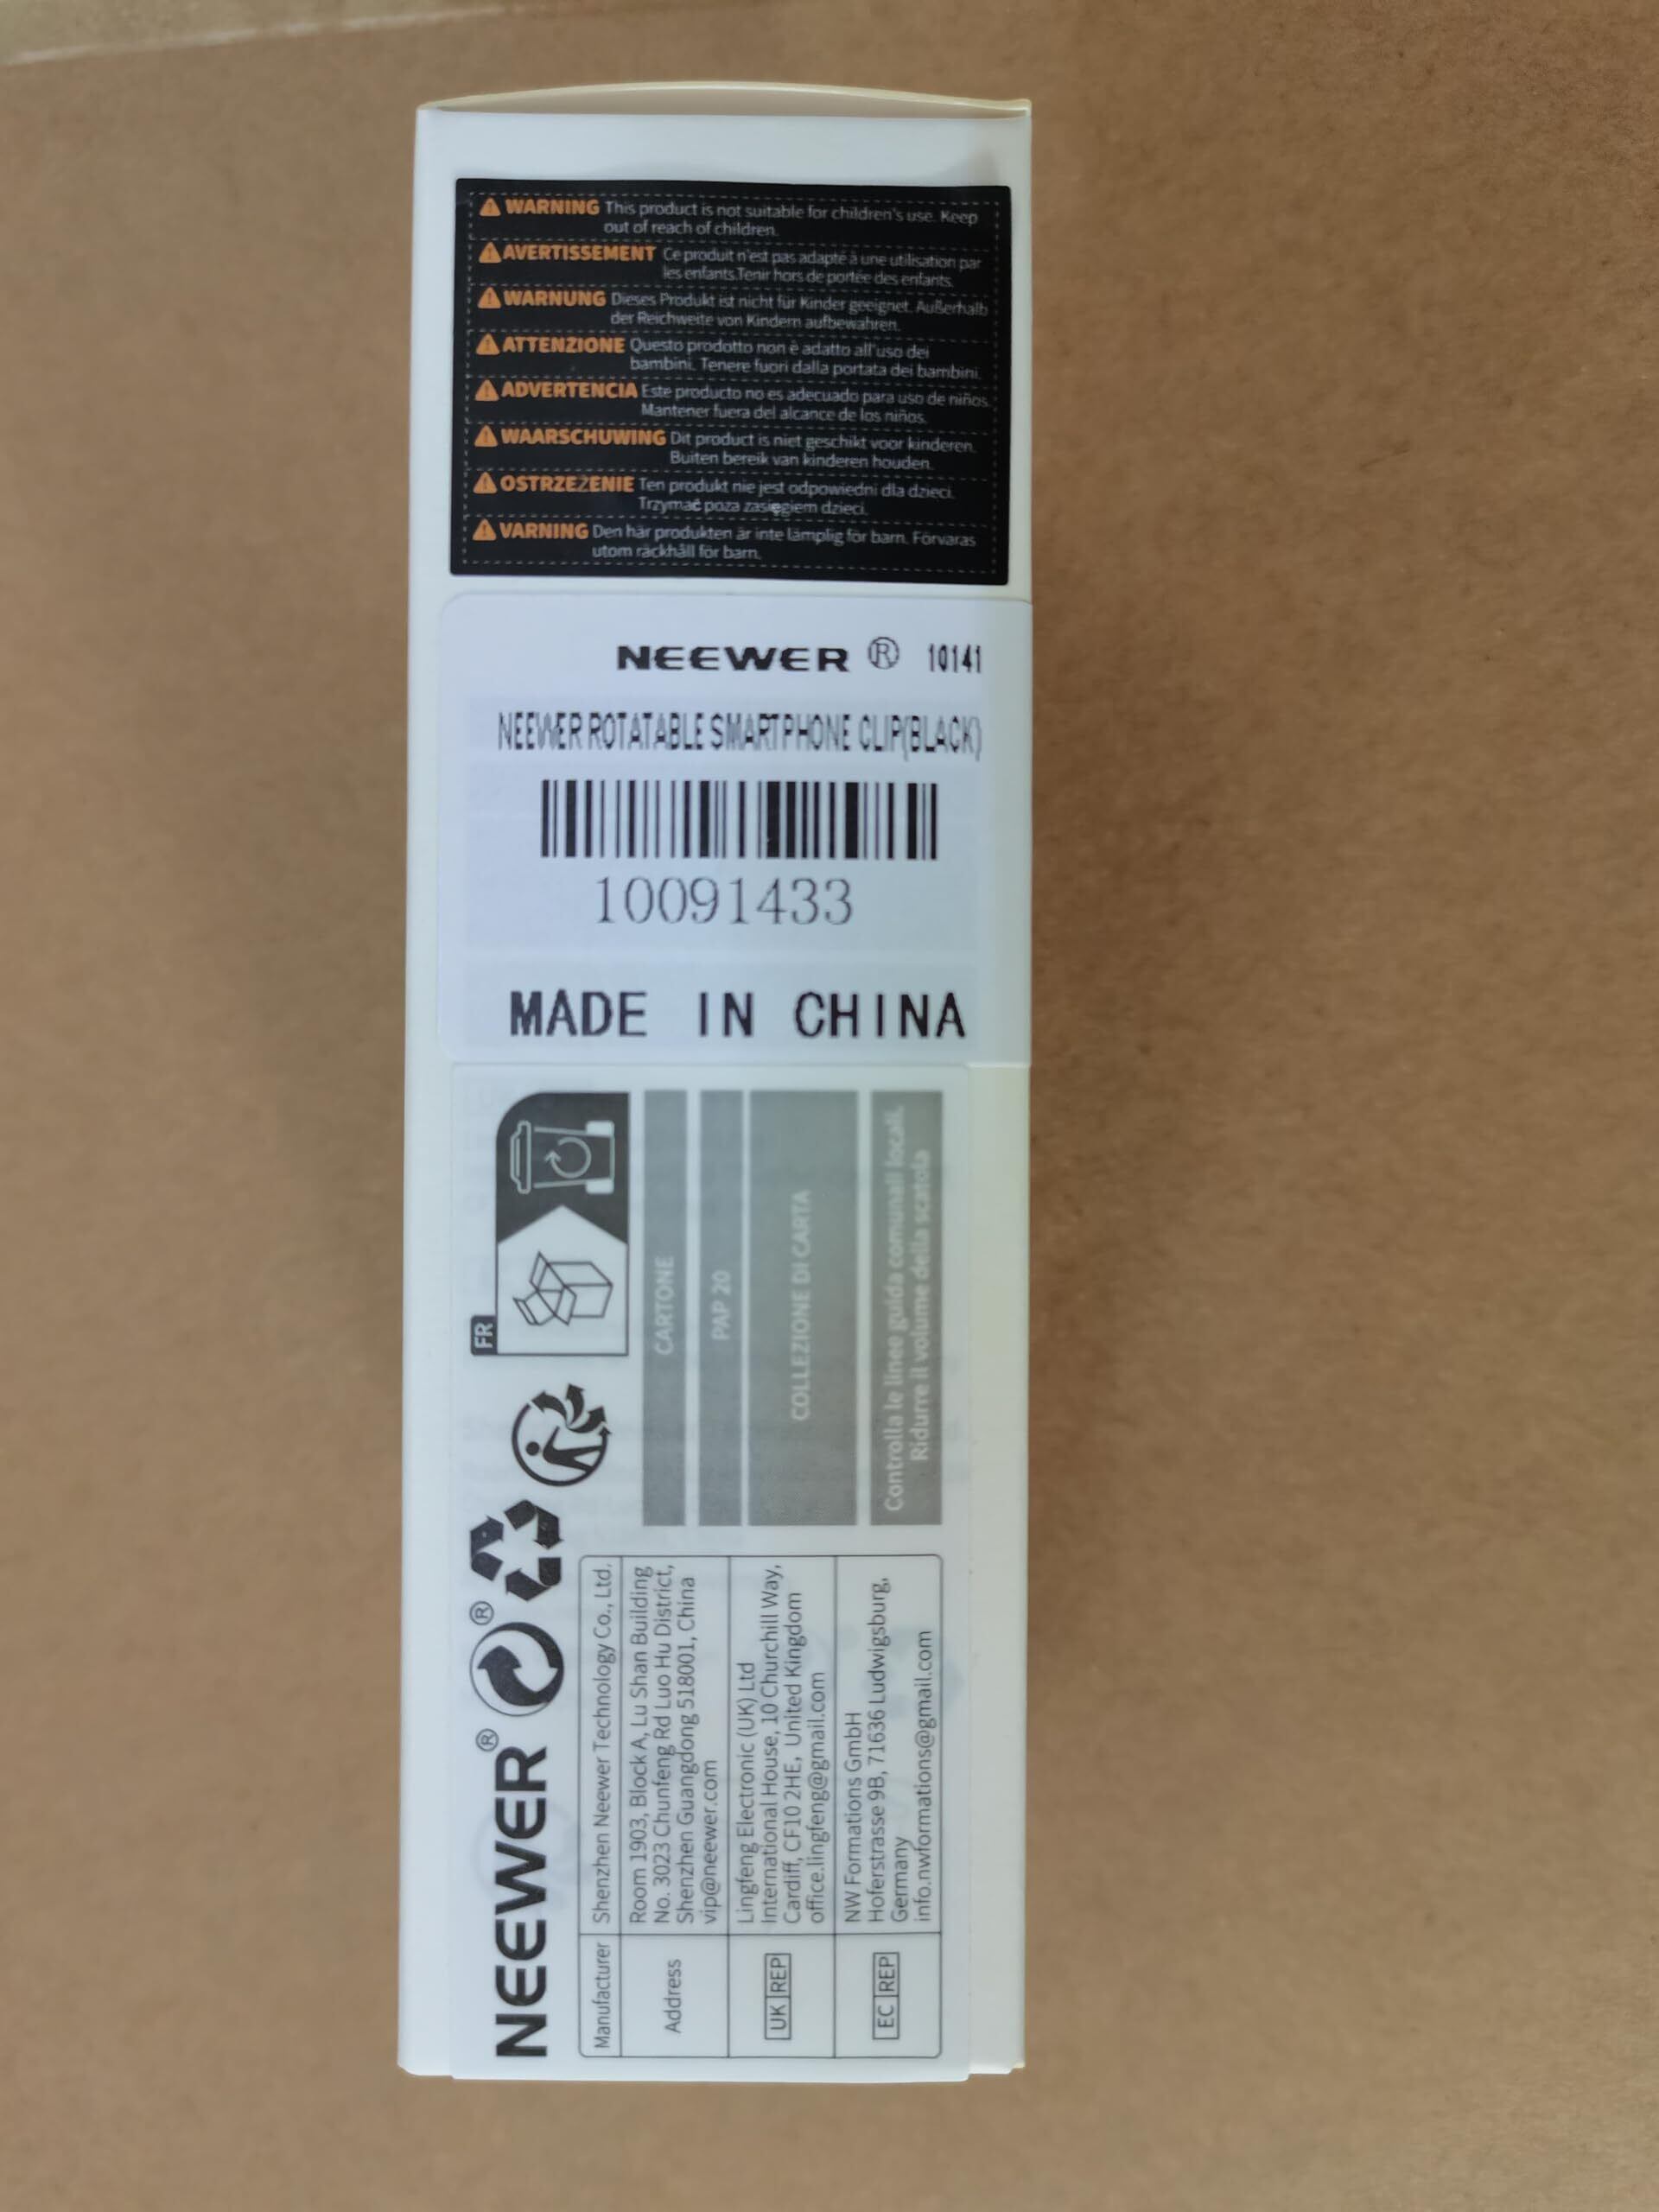 WARNING This product is not suitable for children's use. Keep
out of reach of children.
AVERTISSEMENT Ce produit n'est pas adapté à une utilisation par
les enfants.Tenir hors de portée des enfants.
WARNUNG Dieses Produkt ist nicht für Kinder geeignet. Außerhalb
der Reichweite von Kindern aufbewahren.
ATTENZIONE Questo prodotto non è adatto all'uso dei
bambini. Tenere fuori dalla portata dei bambini.
ADVERTENCIA Este producto no es adecuado para uso de niños.
Mantener fuera del alcance de los niños.
WAARSCHUWING Dit product is niet geschikt voor kinderen.
Buiten bereik van kinderen houden.
OSTRZEŻENIE Ten produkt nie jest odpowiedni dla dzieci.
Trzymać poza zasięgiem dzieci.
VARNING Den här produkten är inte lämplig för barn. Förvaras
utom räckhåll för barn.
NEEWER ® 10141
NEEWER ROTATABLE SMARTPHONE CLIP(BLACK)
10091433
MADE IN CHINA
NEEWER® ®
FR
CARTONE
PAP 20
COLLEZIONE DI CARTA
Controlla le linee guida comunali locali.
Ridurre il volume della scatola
Manufacturer Shenzhen Neewer Technology Co., Ltd.
Address Room 1903, Block A, Lu Shan Building
No. 3023 Chunfeng Rd Luo Hu District,
Shenzhen Guangdong 518001, China
vip@neewer.com
UK REP Lingfeng Electronic (UK) Ltd
International House, 10 Churchill Way,
Cardiff, CF10 2HE, United Kingdom
office.lingfeng@gmail.com
EC REP NW Formations GmbH
Hoferstrasse 9B, 71636 Ludwigsburg,
Germany
info.nwformations@gmail.com